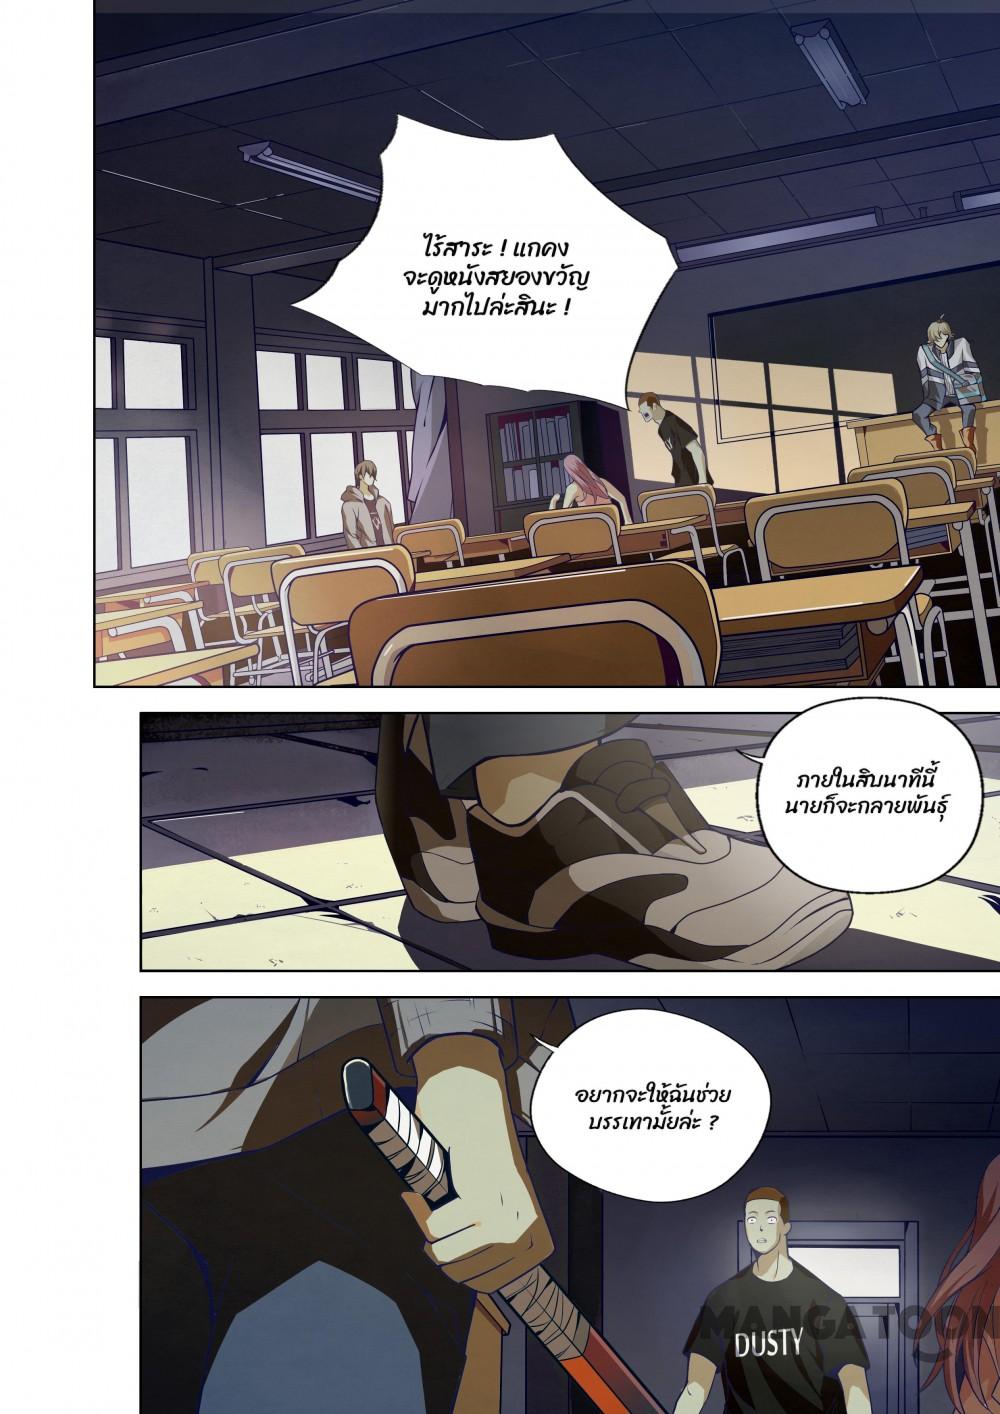 ไร้สาระ ! แกคง
จะดูหนังสยองขวัญ
มากไปล่ะสินะ !
ภายในสิบนาทีนี้
นายก็จะกลายพันธุ์
อยากจะให้ฉันช่วย
บรรเทามั้ยล่ะ ?
DUSTY
MANGATOON